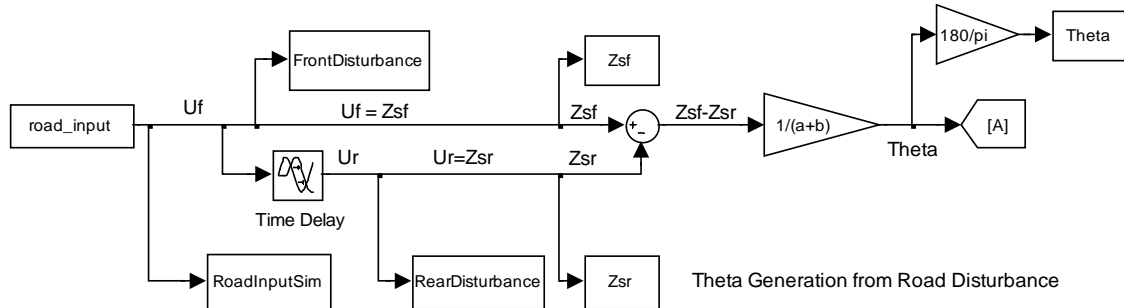 180/pi
Theta
FrontDisturbance
Zsf
Uf
Uf = Zsf
Zsf
Zsf-Zsr
road_input
+
−
1/(a+b)
[A]
Theta
Ur
Ur=Zsr
Zsr
Time Delay
RoadInputSim
RearDisturbance
Zsr
Theta Generation from Road Disturbance